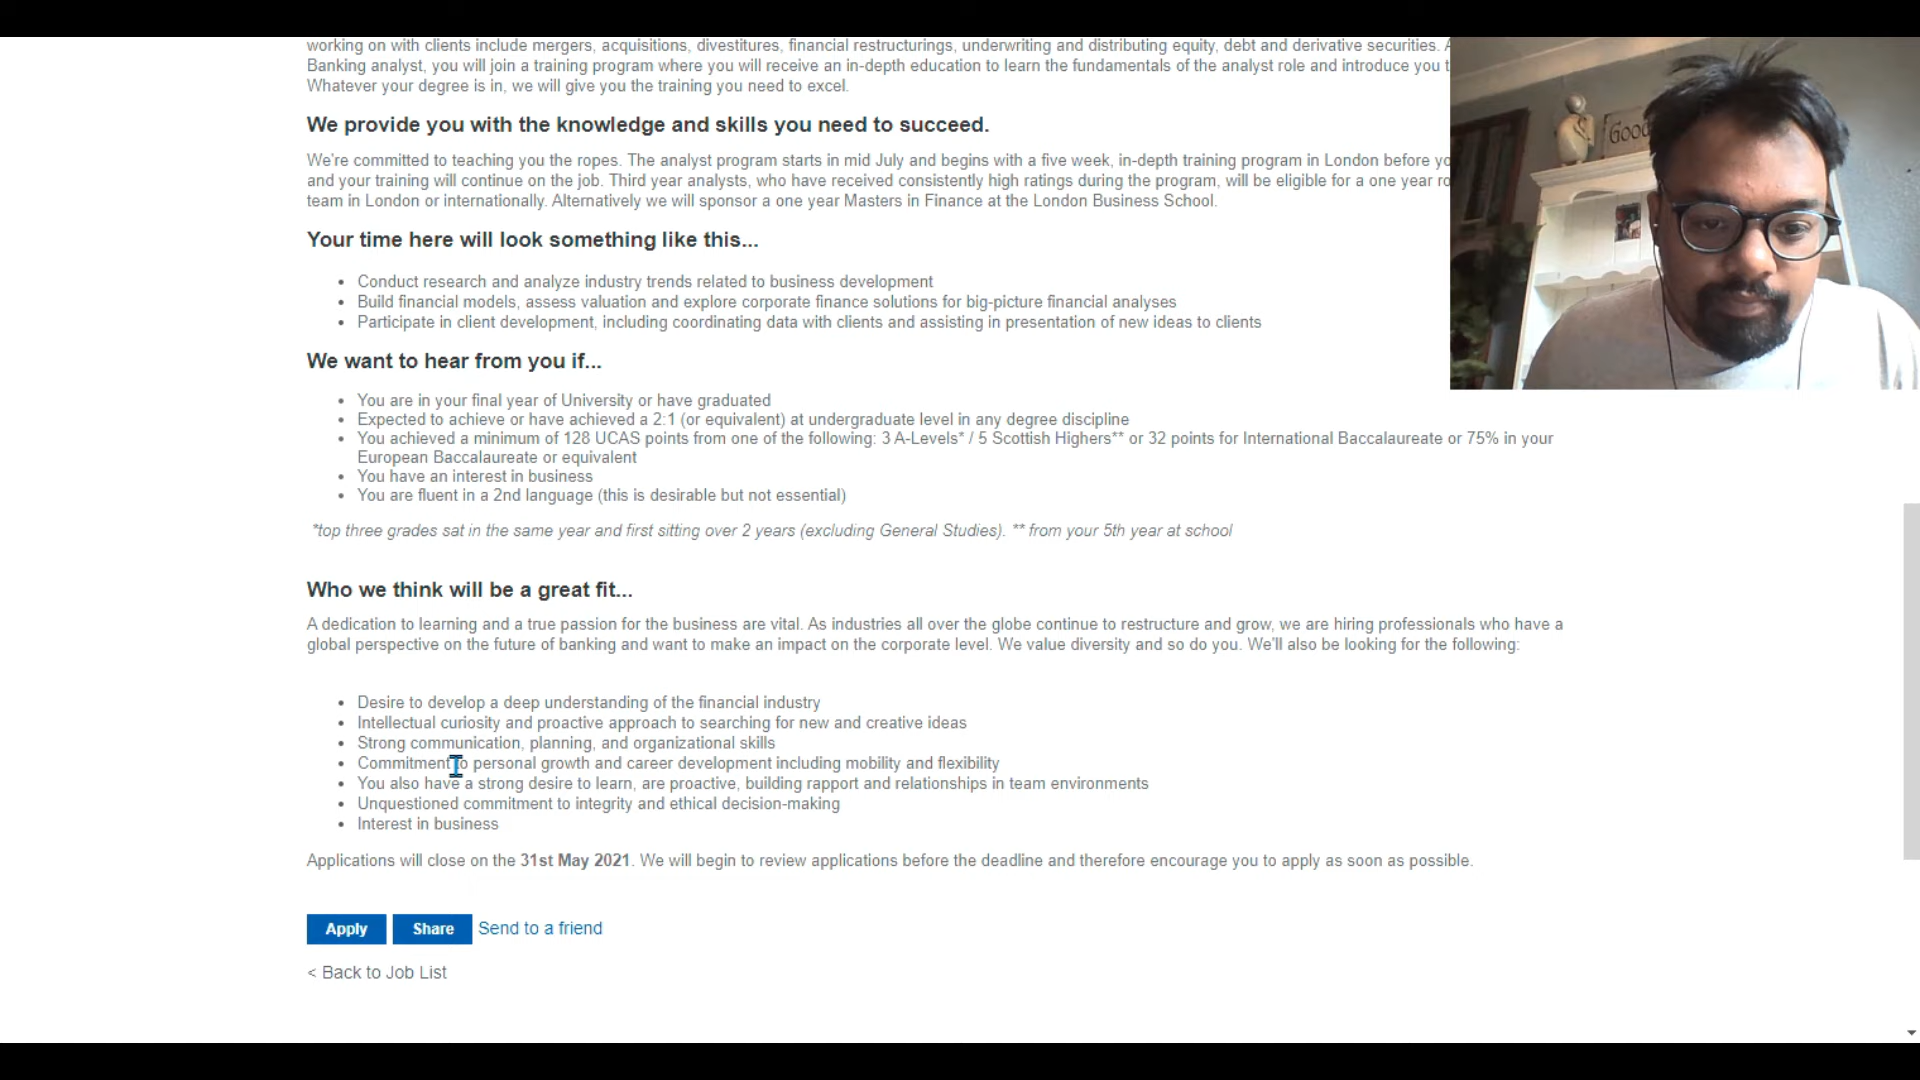 working on with clients include mergers, acquisitions, divestitures, financial restructurings, underwriting and distributing equity, debt and derivative securities.
Banking analyst, you will join a training program where you will receive an in-depth education to learn the fundamentals of the analyst role and introduce you
Whatever your degree is in, we will give you the training you need to excel.
We provide you with the knowledge and skills you need to succeed.
We're committed to teaching you the ropes. The analyst program starts in mid July and begins with a five week, in-depth training program in London before
and your training will continue on the job. Third year analysts, who have received consistently high ratings during the program, will be eligible for a one year
team in London or internationally. Alternatively we will sponsor a one year Masters in Finance at the London Business School.
Your time here will look something like this...
• Conduct research and analyze industry trends related to business development
• Build financial models, assess valuation and explore corporate finance solutions for big-picture financial analyses
• Participate in client development, including coordinating data with clients and assisting in presentation of new ideas to clients
We want to hear from you if...
• You are in your final year of University or have graduated
• Expected to achieve or have achieved a 2:1 (or equivalent) at undergraduate level in any degree discipline
• You achieved a minimum of 128 UCAS points from one of the following: 3 A-Levels* / 5 Scottish Highers** or 32 points for International Baccalaureate or 75% in your
European Baccalaureate or equivalent
• You have an interest in business
• You are fluent in a 2nd language (this is desirable but not essential)
*top three grades sat in the same year and first sitting over 2 years (excluding General Studies). ** from your 5th year at school
Who we think will be a great fit...
A dedication to learning and a true passion for the business are vital. As industries all over the globe continue to restructure and grow, we are hiring professionals who have a
global perspective on the future of banking and want to make an impact on the corporate level. We value diversity and so do you. We'll also be looking for the following:
• Desire to develop a deep understanding of the financial industry
• Intellectual curiosity and proactive approach to searching for new and creative ideas
• Strong communication, planning, and organizational skills
• Commitment to personal growth and career development including mobility and flexibility
• You also have a strong desire to learn, are proactive, building rapport and relationships in team environments
• Unquestioned commitment to integrity and ethical decision-making
• Interest in business
Applications will close on the 31st May 2021. We will begin to review applications before the deadline and therefore encourage you to apply as soon as possible.
Apply Share Send to a friend
< Back to Job List
Good